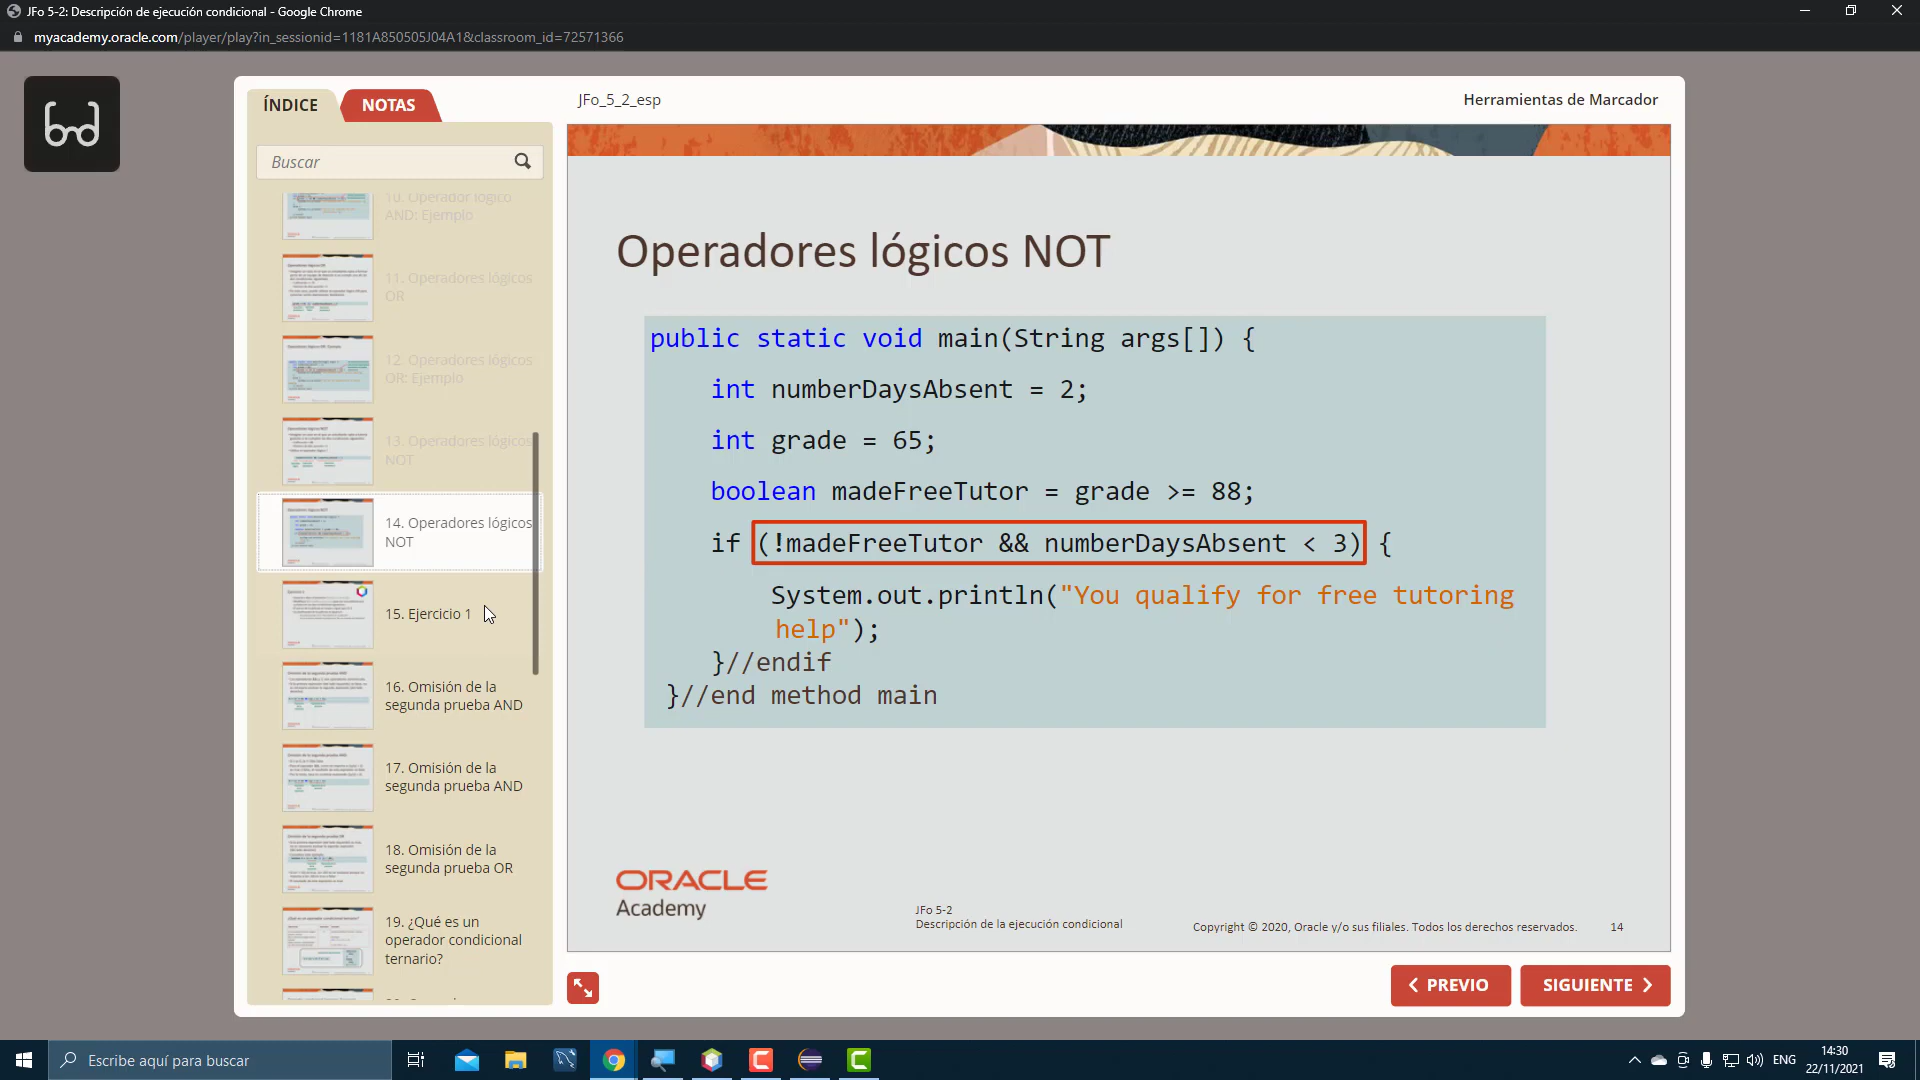 JFo 5-2: Descripción de ejecución condicional - Google Chrome
myacademy.oracle.com/player/play?in_sessionid=1181A850505J04A1&classroom_id=72571366
ÍNDICE
NOTAS
JFo_5_2_esp
Herramientas de Marcador
Buscar
10. Operador lógico
AND: Ejemplo
11. Operadores lógicos
OR
12. Operadores lógicos
OR: Ejemplo
13. Operadores lógicos
NOT
14. Operadores lógicos
NOT
15. Ejercicio 1
16. Omisión de la
segunda prueba AND
17. Omisión de la
segunda prueba AND
18. Omisión de la
segunda prueba OR
19. ¿Qué es un
operador condicional
ternario?
Operadores lógicos NOT
public static void main(String args[]) {
int numberDaysAbsent = 2;
int grade = 65;
boolean madeFreeTutor = grade >= 88;
if (!madeFreeTutor && numberDaysAbsent < 3) {
System.out.println("You qualify for free tutoring
help");
}//endif
}//end method main
ORACLE
Academy
JFo 5-2
Descripción de la ejecución condicional
Copyright © 2020, Oracle y/o sus filiales. Todos los derechos reservados.
14
PREVIO
SIGUIENTE
Escribe aquí para buscar
ENG
14:30
22/11/2021